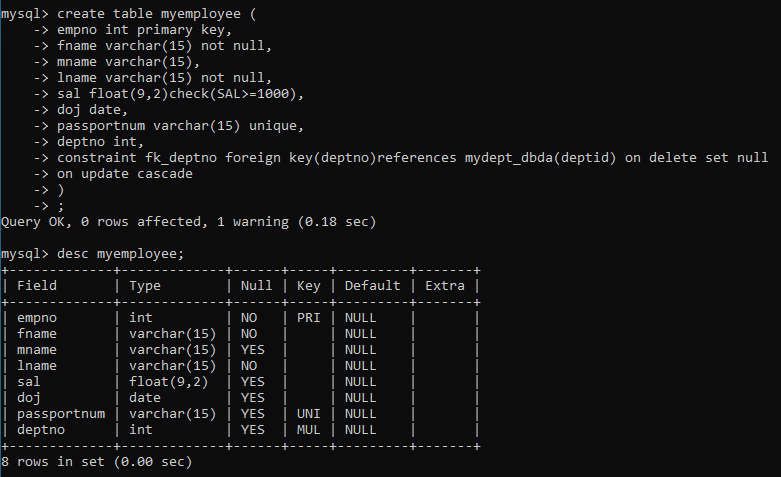 mysql> create table myemployee (
    -> empno int primary key,
    -> fname varchar(15) not null,
    -> mname varchar(15),
    -> lname varchar(15) not null,
    -> sal float(9,2)check(SAL>=1000),
    -> doj date,
    -> passportnum varchar(15) unique,
    -> deptno int,
    -> constraint fk_deptno foreign key(deptno)references mydept_dbda(deptid) on delete set null
    -> on update cascade
    -> )
    -> ;
Query OK, 0 rows affected, 1 warning (0.18 sec)

mysql> desc myemployee;
+-------------+-------------+------+-----+---------+-------+
| Field       | Type        | Null | Key | Default | Extra |
+-------------+-------------+------+-----+---------+-------+
| empno       | int         | NO   | PRI | NULL    |       |
| fname       | varchar(15) | NO   |     | NULL    |       |
| mname       | varchar(15) | YES  |     | NULL    |       |
| lname       | varchar(15) | NO   |     | NULL    |       |
| sal         | float(9,2)  | YES  |     | NULL    |       |
| doj         | date        | YES  |     | NULL    |       |
| passportnum | varchar(15) | YES  | UNI | NULL    |       |
| deptno      | int         | YES  | MUL | NULL    |       |
+-------------+-------------+------+-----+---------+-------+
8 rows in set (0.00 sec)